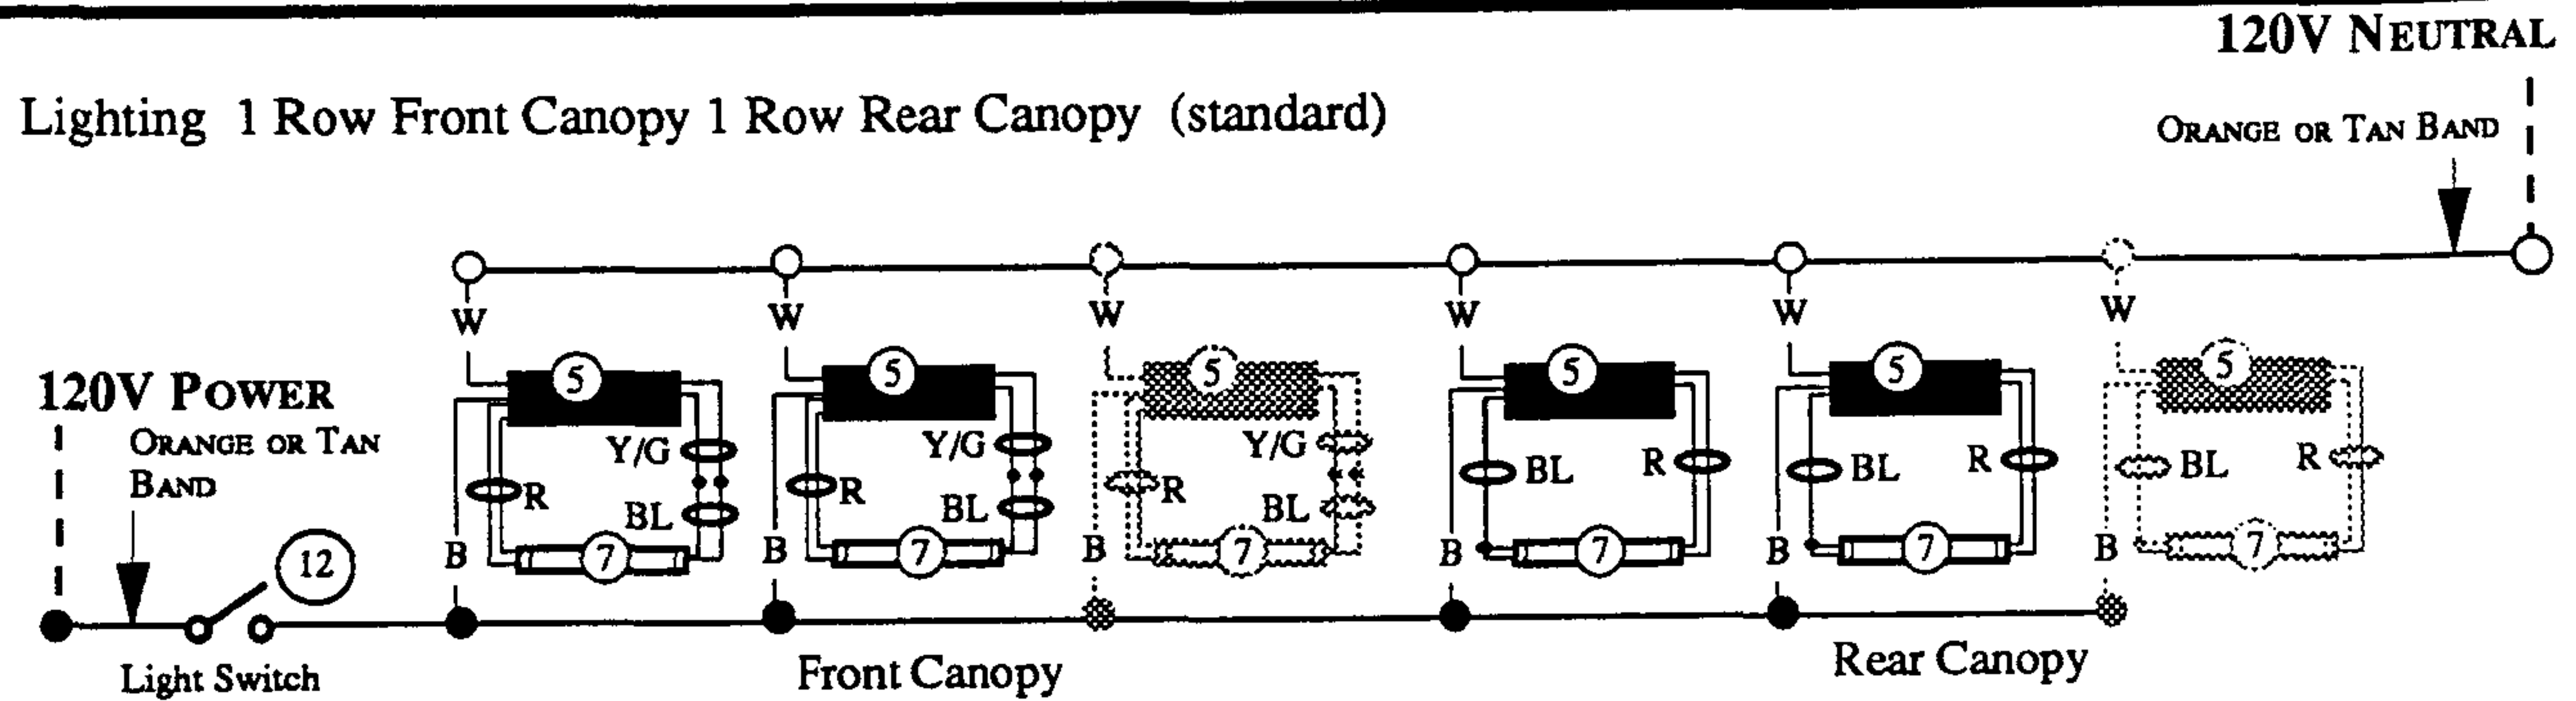 120V NEUTRAL
Lighting 1 Row Front Canopy 1 Row Rear Canopy (standard)
ORANGE OR TAN BAND
W W W W W W
120V POWER
ORANGE OR TAN
BAND
5 5 5 5 5 5
Y/G Y/G Y/G
R R R BL R BL R BL R
BL BL BL
B 7 B 7 B 7 B 7 B 7 B 7
12
Light Switch
Front Canopy
Rear Canopy